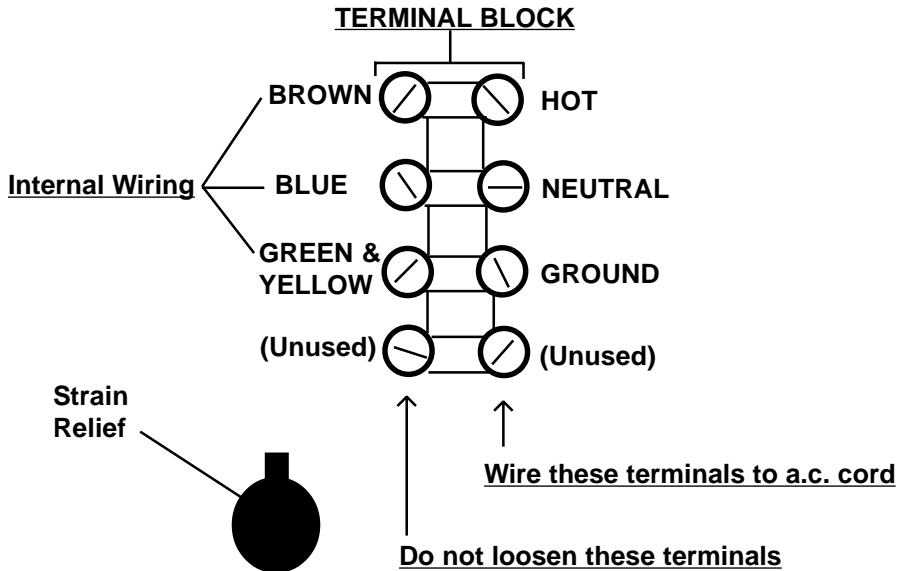 TERMINAL BLOCK
BROWN
HOT
Internal Wiring
BLUE
NEUTRAL
GREEN &
YELLOW
GROUND
(Unused)
(Unused)
Strain
Relief
Wire these terminals to a.c. cord
Do not loosen these terminals